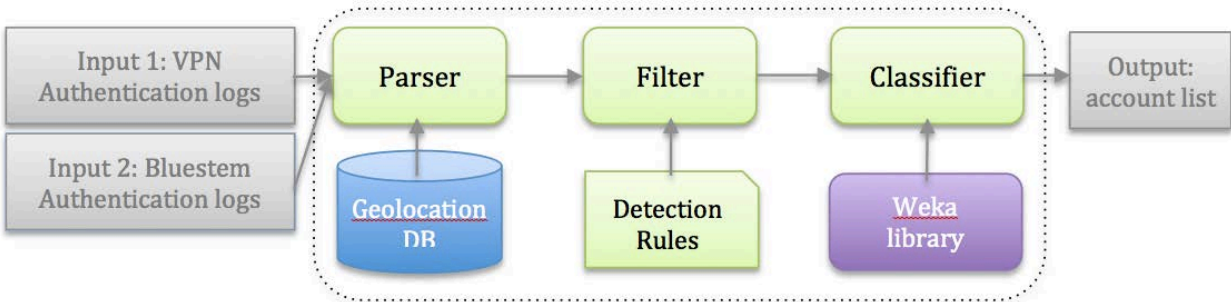 Input 1: VPN
Authentication logs
Input 2: Bluestem
Authentication logs
Parser
Filter
Classifier
Output:
account list
Geolocation
DB
Detection
Rules
Weka
library